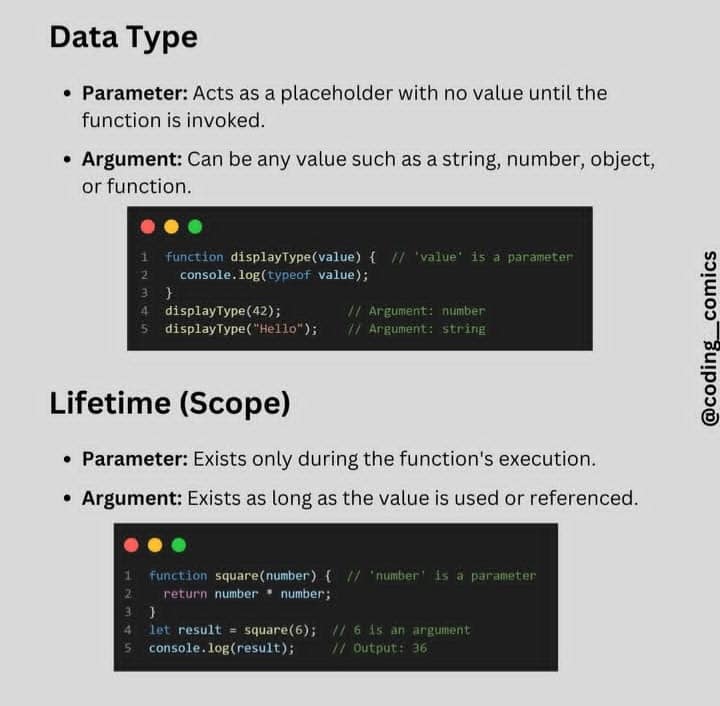 Data Type
• Parameter: Acts as a placeholder with no value until the
function is invoked.
• Argument: Can be any value such as a string, number, object,
or function.
1 function displayType(value) { // 'value' is a parameter
2 console.log(typeof value);
3 }
4 displayType(42); // Argument: number
5 displayType("Hello"); // Argument: string
Lifetime (Scope)
• Parameter: Exists only during the function's execution.
• Argument: Exists as long as the value is used or referenced.
1 function square(number) { // 'number' is a parameter
2 return number * number;
3 }
4 let result = square(6); // 6 is an argument
5 console.log(result); // Output: 36
@coding__comics